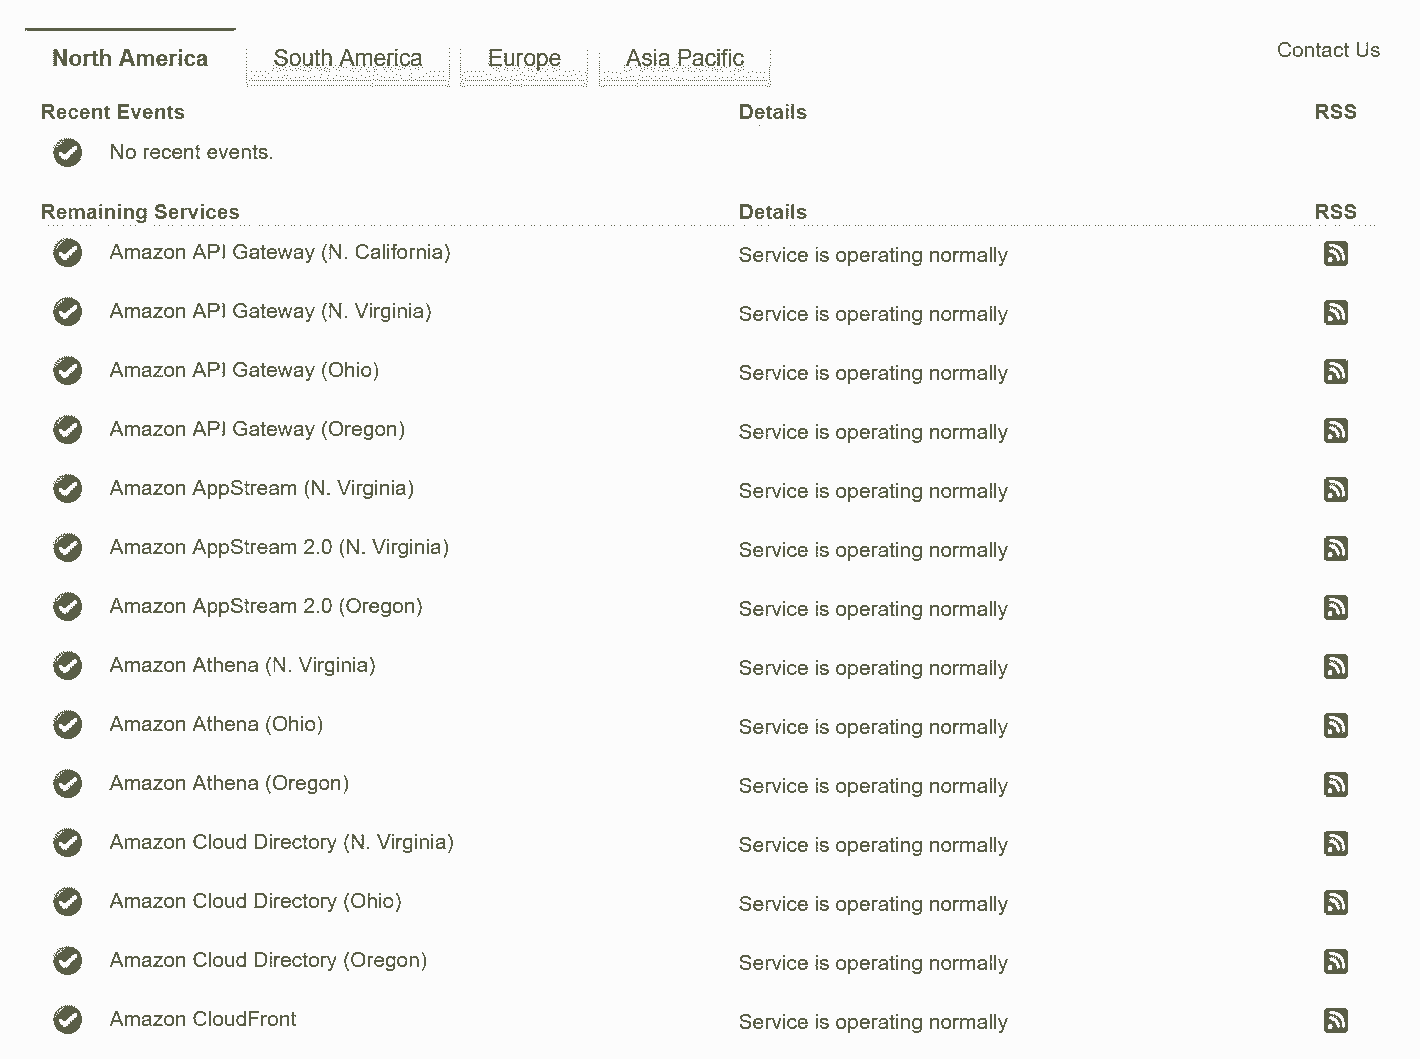 North America South America Europe Asia Pacific Contact Us
Recent Events Details RSS
No recent events.
Remaining Services Details RSS
Amazon API Gateway (N. California) Service is operating normally
Amazon API Gateway (N. Virginia) Service is operating normally
Amazon API Gateway (Ohio) Service is operating normally
Amazon API Gateway (Oregon) Service is operating normally
Amazon AppStream (N. Virginia) Service is operating normally
Amazon AppStream 2.0 (N. Virginia) Service is operating normally
Amazon AppStream 2.0 (Oregon) Service is operating normally
Amazon Athena (N. Virginia) Service is operating normally
Amazon Athena (Ohio) Service is operating normally
Amazon Athena (Oregon) Service is operating normally
Amazon Cloud Directory (N. Virginia) Service is operating normally
Amazon Cloud Directory (Ohio) Service is operating normally
Amazon Cloud Directory (Oregon) Service is operating normally
Amazon CloudFront Service is operating normally